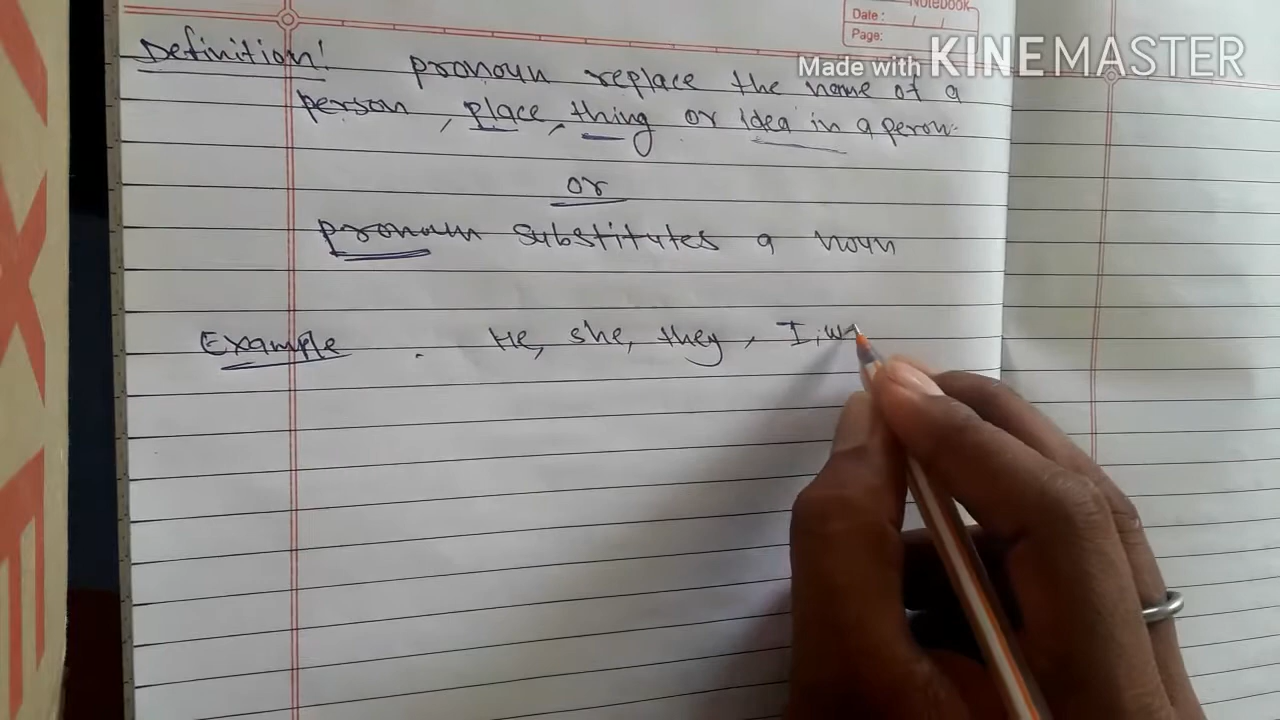 Notebook
Date: / /
Page:
Made with KINEMASTER
Definition! pronoun replace the name of a
person, place, thing or idea in a peron.
or
pronoun substitutes a noun
Example . He, she, they, I, w